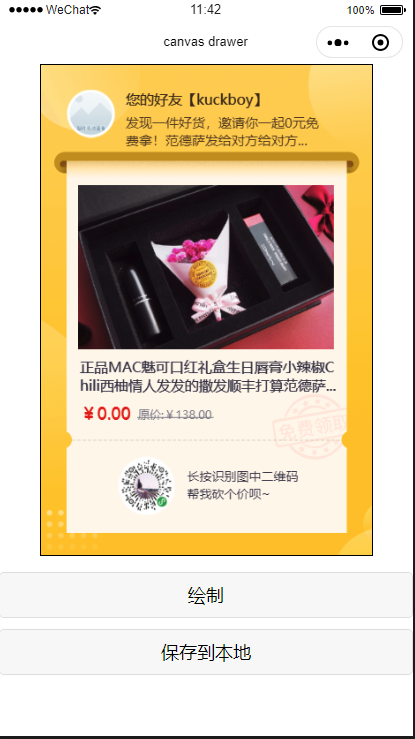 WeChat 11:42 100%
canvas drawer
您的好友【kuckboy】
发现一件好货，邀请你一起0元免
费拿！范德萨发给对方给对方...
正品MAC魅可口红礼盒生日唇膏小辣椒C
hili西柚情人发发的撒发顺丰打算范德萨...
￥0.00 原价:￥138.00
免费领取
长按识别图中二维码
帮我砍个价呗~
绘制
保存到本地